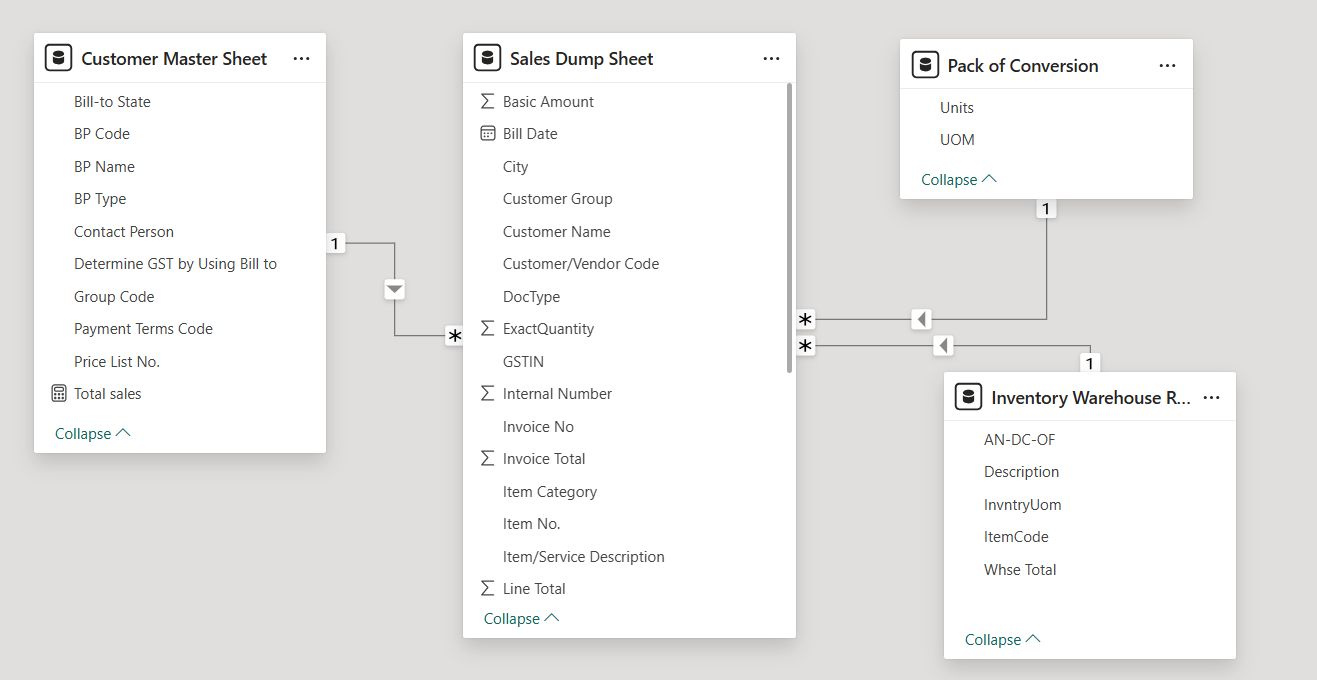 Customer Master Sheet ...
Bill-to State
BP Code
BP Name
BP Type
Contact Person
Determine GST by Using Bill to
Group Code
Payment Terms Code
Price List No.
Total sales
Collapse
1
*
Sales Dump Sheet ...
Σ Basic Amount
Bill Date
City
Customer Group
Customer Name
Customer/Vendor Code
DocType
Σ ExactQuantity
GSTIN
Σ Internal Number
Invoice No
Σ Invoice Total
Item Category
Item No.
Item/Service Description
Σ Line Total
Collapse
Pack of Conversion ...
Units
UOM
Collapse
1
*
*
1
Inventory Warehouse R... ...
AN-DC-OF
Description
InvntryUom
ItemCode
Whse Total
Collapse